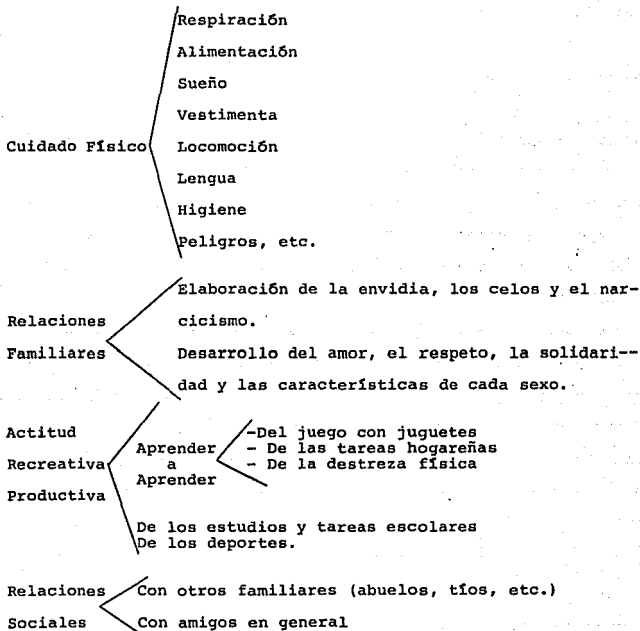 Respiración
Alimentación
Sueño
Vestimenta
Cuidado Físico Locomoción
Lengua
Higiene
Peligros, etc.
Elaboración de la envidia, los celos y el nar-
Relaciones cicismo.
Familiares Desarrollo del amor, el respeto, la solidari--
dad y las características de cada sexo.
Actitud
Recreativa
Productiva
Aprender
a
Aprender
-Del juego con juguetes
- De las tareas hogareñas
- De la destreza física
De los estudios y tareas escolares
De los deportes.
Relaciones Con otros familiares (abuelos, tíos, etc.)
Sociales Con amigos en general